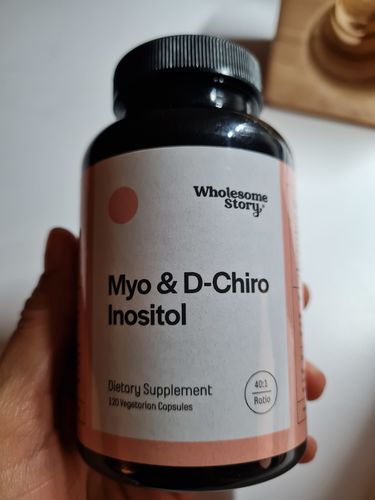 Wholesome
Story
Myo & D-Chiro
Inositol
Dietary Supplement
120 Vegetarian Capsules
40:1
Ratio